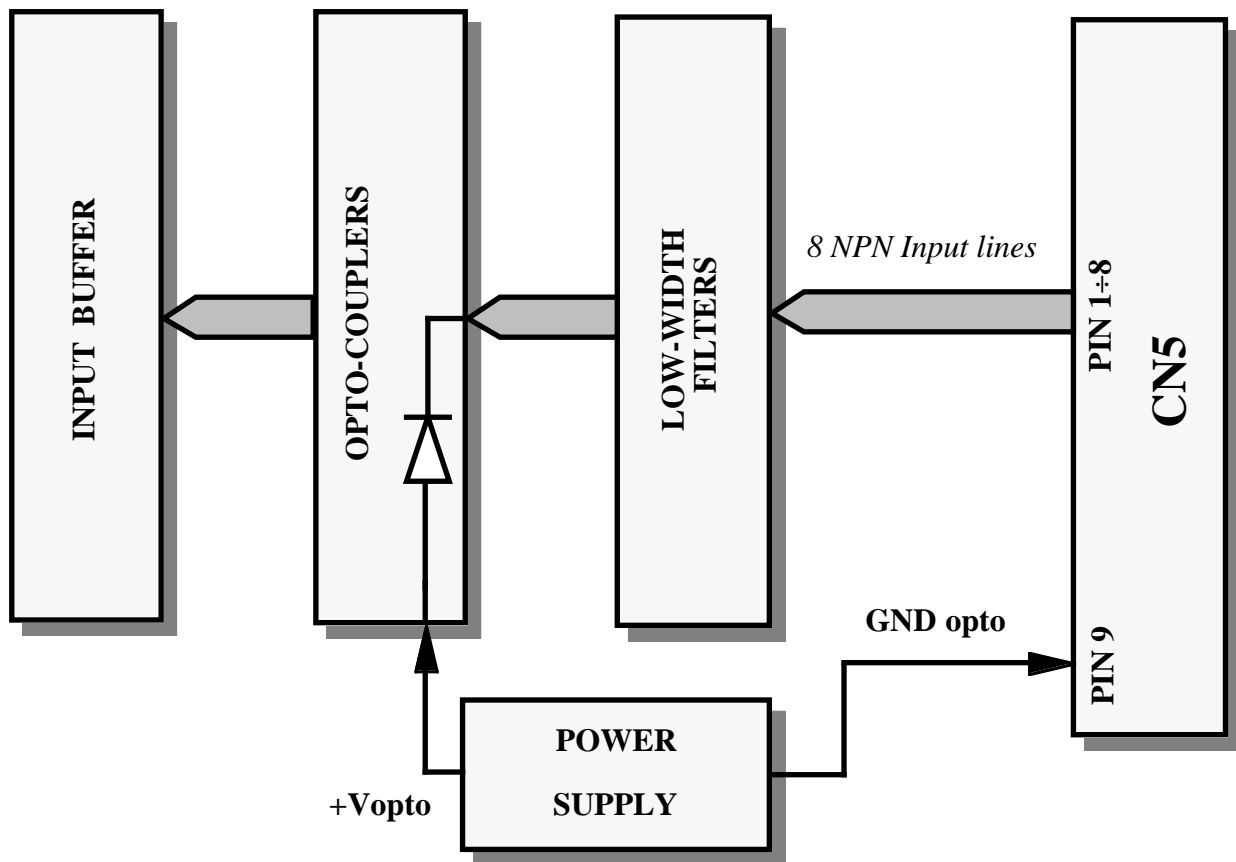 INPUT BUFFER
OPTO-COUPLERS
LOW-WIDTH
FILTERS
8 NPN Input lines
PIN 1÷8
CN5
PIN 9
GND opto
POWER
SUPPLY
+Vopto